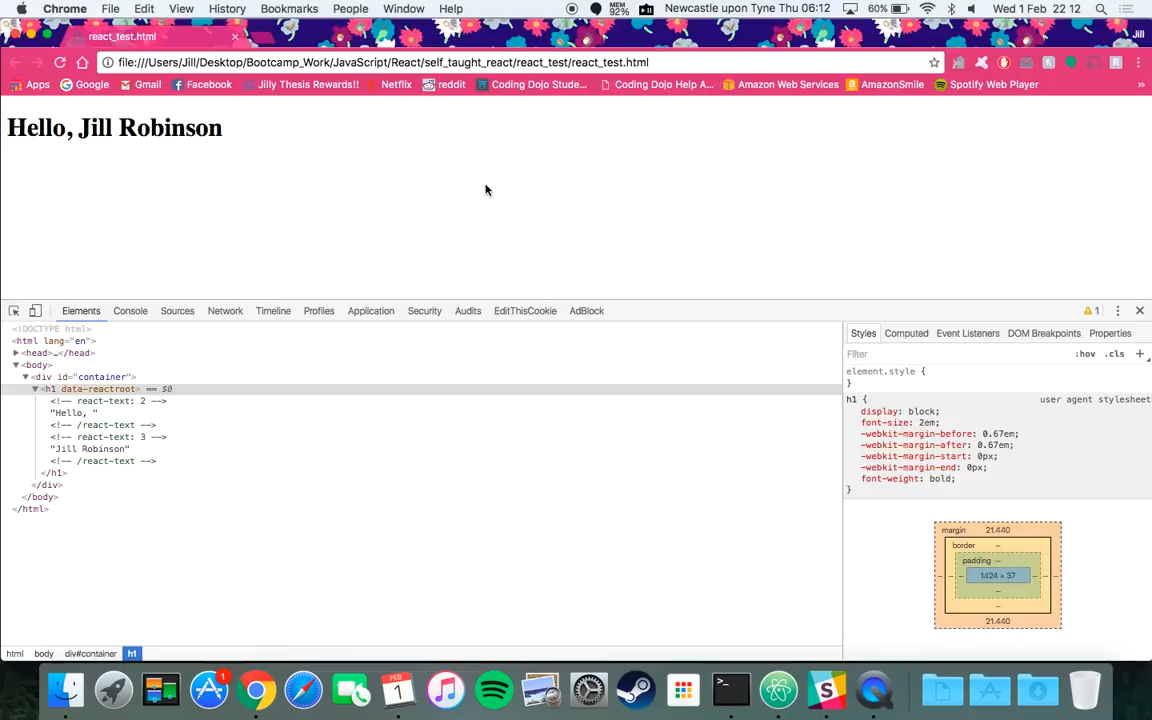 Chrome File Edit View History Bookmarks People Window Help MEM 92% Newcastle upon Tyne Thu 06:12 60% Wed 1 Feb 22 12
react_test.html Jill
file:///Users/Jill/Desktop/Bootcamp_Work/JavaScript/React/self_taught_react/react_test/react_test.html
Apps Google Gmail Facebook Jilly Thesis Rewards!! Netflix reddit Coding Dojo Stude... Coding Dojo Help A... Amazon Web Services AmazonSmile Spotify Web Player »
Hello, Jill Robinson
Elements Console Sources Network Timeline Profiles Application Security Audits EditThisCookie AdBlock 1
<!DOCTYPE html>
<html lang="en">
<head>…</head>
<body>
<div id="container">
<h1 data-reactroot> == $0
<!-- react-text: 2 -->
"Hello, "
<!-- /react-text -->
<!-- react-text: 3 -->
"Jill Robinson"
<!-- /react-text -->
</h1>
</div>
</body>
</html>
Styles Computed Event Listeners DOM Breakpoints Properties
Filter :hov .cls +
element.style {
}
h1 { user agent stylesheet
display: block;
font-size: 2em;
-webkit-margin-before: 0.67em;
-webkit-margin-after: 0.67em;
-webkit-margin-start: 0px;
-webkit-margin-end: 0px;
font-weight: bold;
}
margin 21.440
border –
padding –
– – – 1424 × 37 – – –
–
–
21.440
html body div#container h1
1
FEB
1